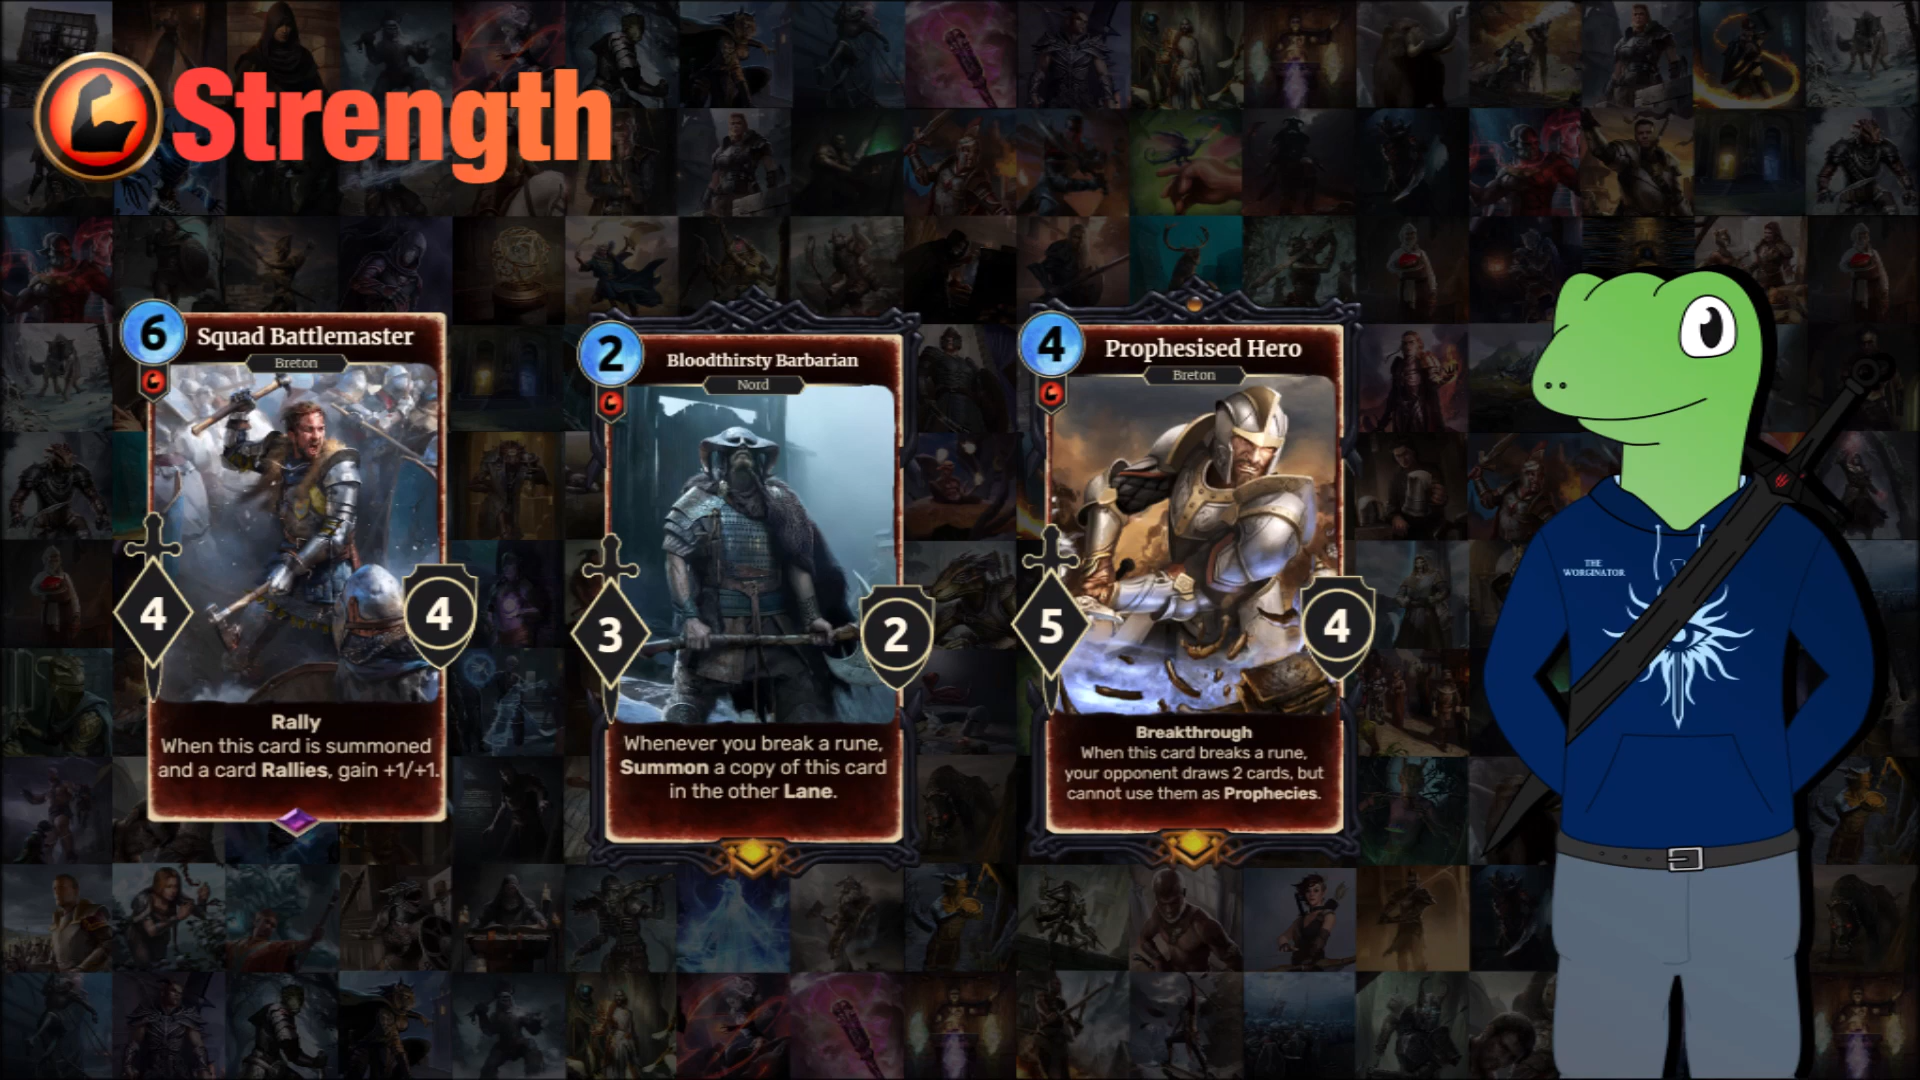 Strength
6
Squad Battlemaster
Breton
4
4
Rally
When this card is summoned
and a card Rallies, gain +1/+1.
2
Bloodthirsty Barbarian
Nord
3
2
Whenever you break a rune,
Summon a copy of this card
in the other Lane.
4
Prophesised Hero
Breton
5
4
Breakthrough
When this card breaks a rune,
your opponent draws 2 cards, but
cannot use them as Prophecies.
THE
WORGINATOR